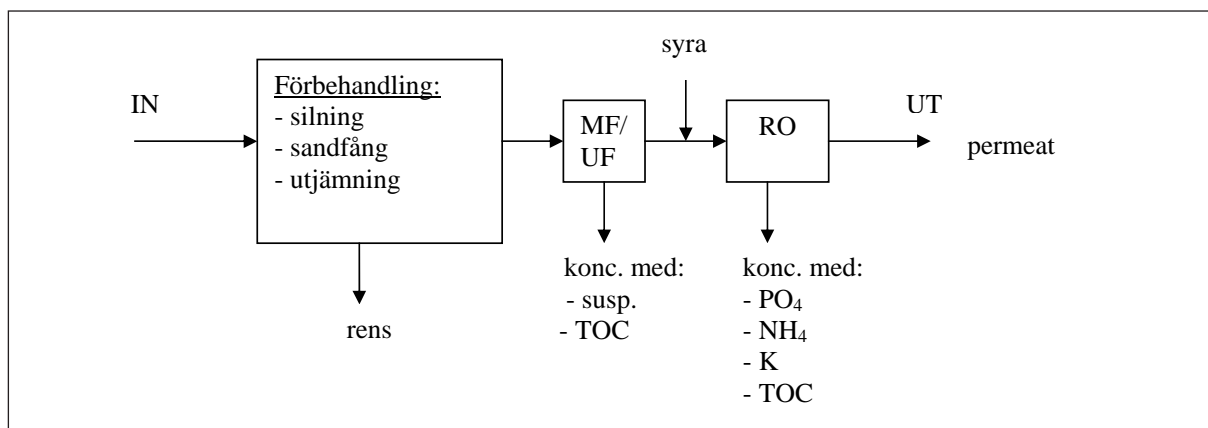 syra
IN
Förbehandling:
- silning
- sandfång
- utjämning
MF/
UF
RO
UT
permeat
rens
konc. med:
- susp.
- TOC
konc. med:
- PO₄
- NH₄
- K
- TOC